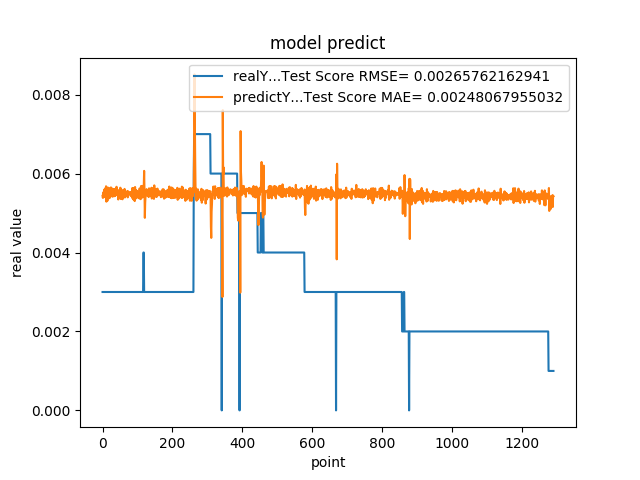 model predict
realY...Test Score RMSE= 0.00265762162941
predictY...Test Score MAE= 0.00248067955032
0.008
0.006
0.004
0.002
0.000
real value
0 200 400 600 800 1000 1200
point